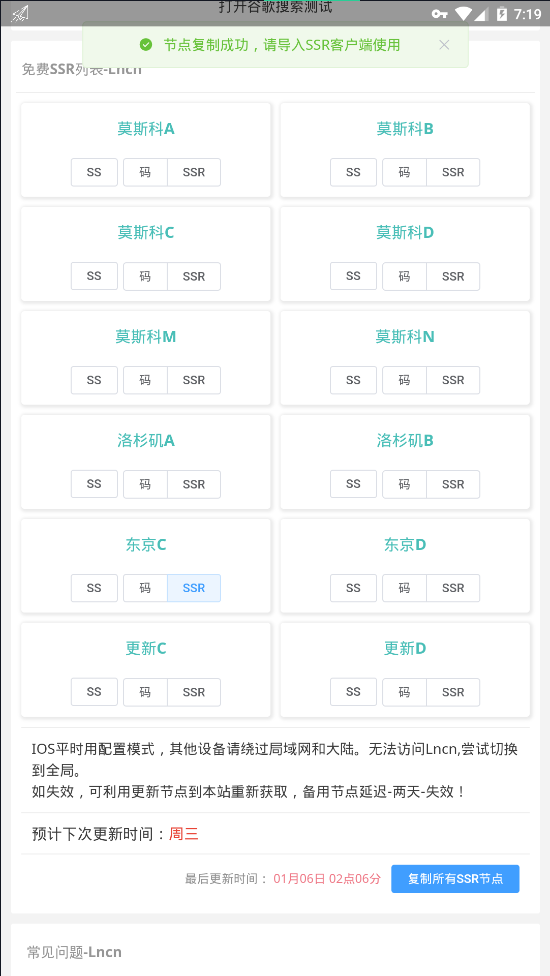 打开谷歌搜索测试
7:19
节点复制成功，请导入SSR客户端使用
免费SSR列表-Lncn
莫斯科A 莫斯科B
SS 码 SSR SS 码 SSR
莫斯科C 莫斯科D
SS 码 SSR SS 码 SSR
莫斯科M 莫斯科N
SS 码 SSR SS 码 SSR
洛杉矶A 洛杉矶B
SS 码 SSR SS 码 SSR
东京C 东京D
SS 码 SSR SS 码 SSR
更新C 更新D
SS 码 SSR SS 码 SSR
IOS平时用配置模式，其他设备请绕过局域网和大陆。无法访问Lncn,尝试切换
到全局。
如失效，可利用更新节点到本站重新获取，备用节点延迟-两天-失效！
预计下次更新时间：周三
最后更新时间： 01月06日 02点06分 复制所有SSR节点
常见问题-Lncn